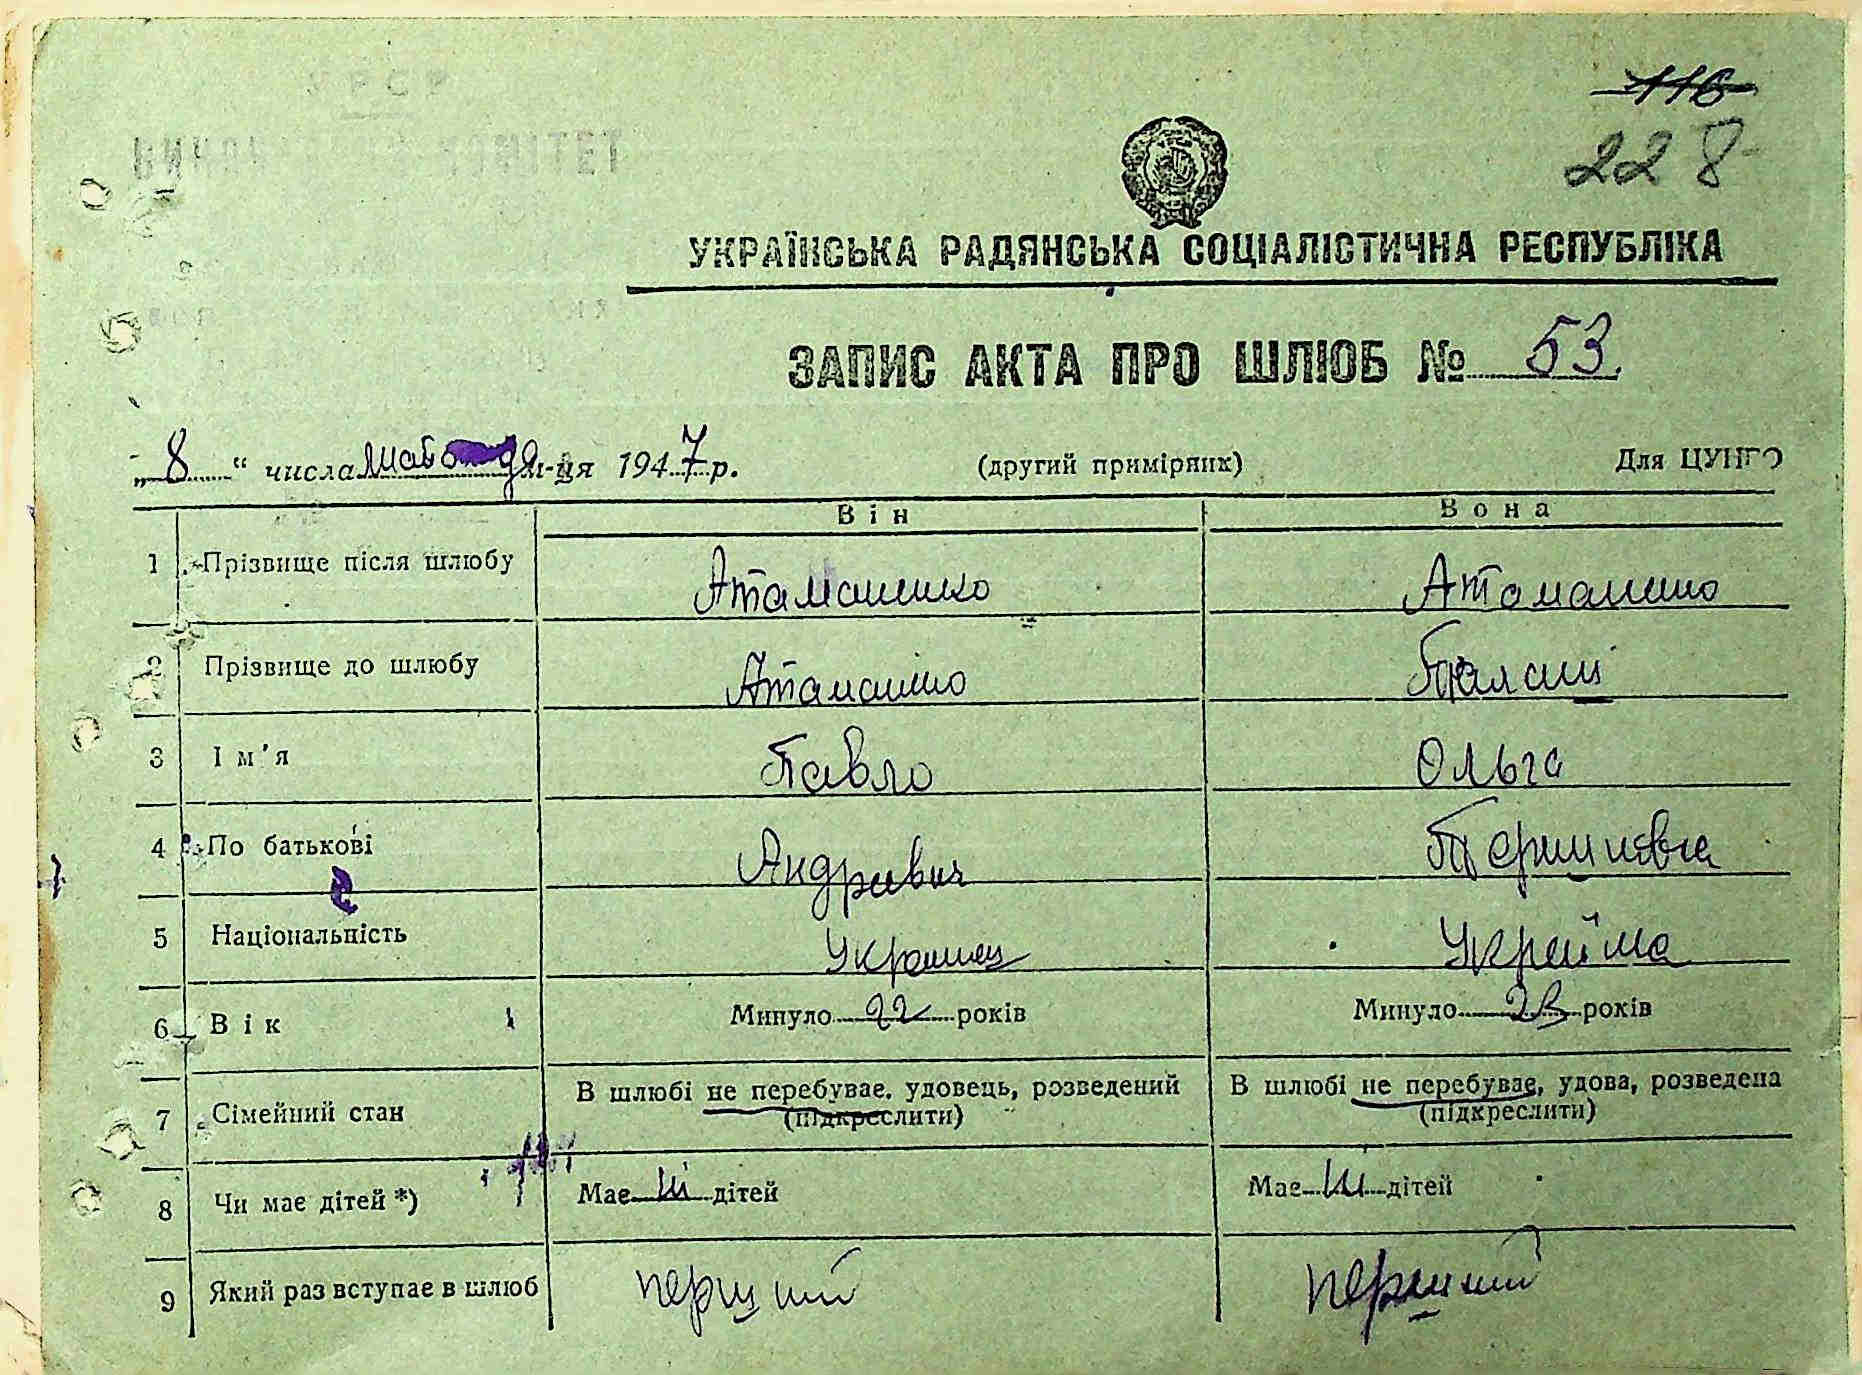 116
228
УКРАЇНСЬКА РАДЯНСЬКА СОЦІАЛІСТИЧНА РЕСПУБЛІКА
ЗАПИС АКТА ПРО ШЛЮБ № 53.
„ 8 “ числа м-ця 1947 р. (другий примірник) Для ЦУНГО
Він Вона
1 Прізвище після шлюбу Атаманенко Атаманенко
2 Прізвище до шлюбу Атаманенко
3 Ім'я Павло Ольга
4 По батькові Андреевич
5 Національність Украинец Українка
6 Вік Минуло 22 років Минуло 23 років
7 Сімейний стан В шлюбі не перебуває, удовець, розведений В шлюбі не перебуває, удова, розведена
(підкреслити) (підкреслити)
8 Чи має дітей *) Має ні дітей Має ні дітей
9 Який раз вступає в шлюб перший перший